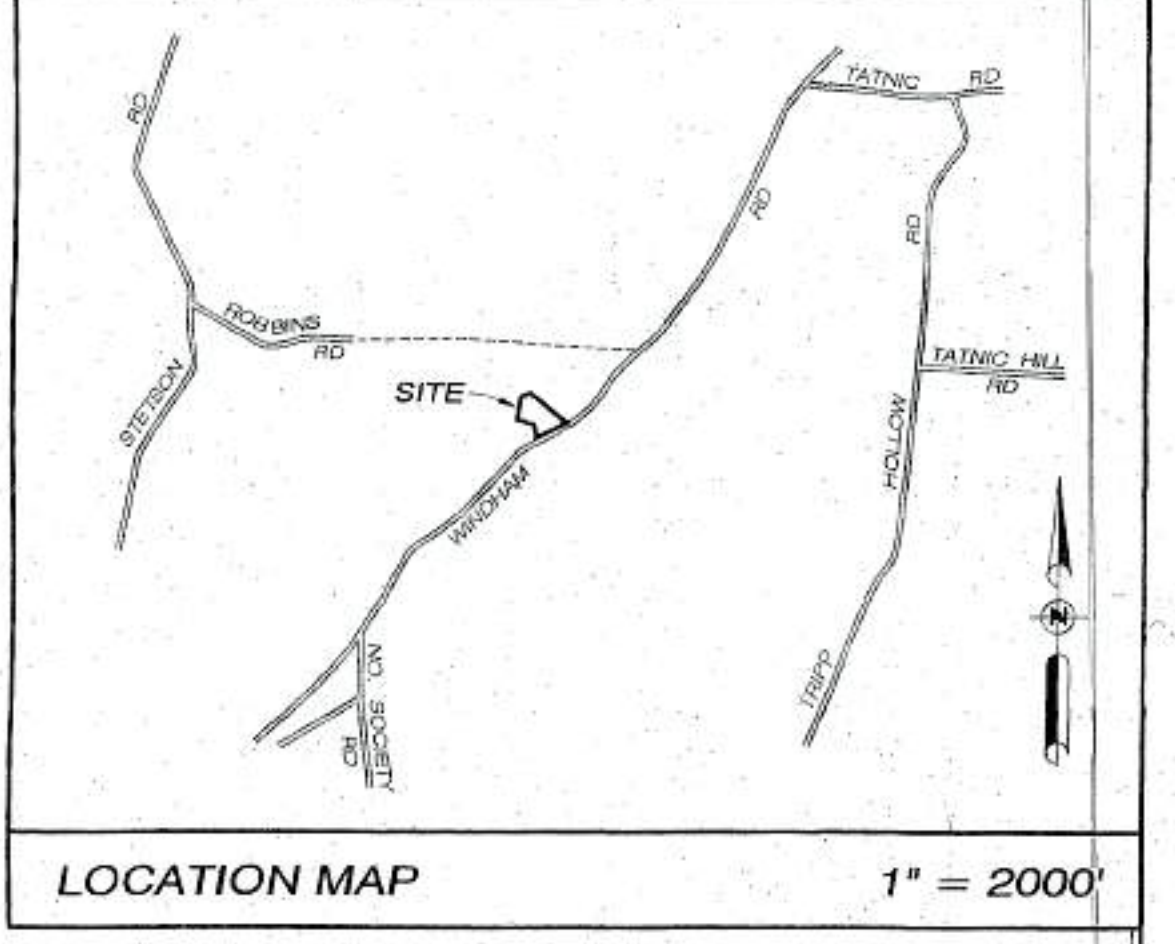 TATNIC RD
RD
RD
RD
ROBBINS
RD
TATNIC HILL
RD
SITE
STETSON
HOLLOW
WINDHAM
TRIPP
NO SOCIETY
RD
N
LOCATION MAP
1" = 2000'